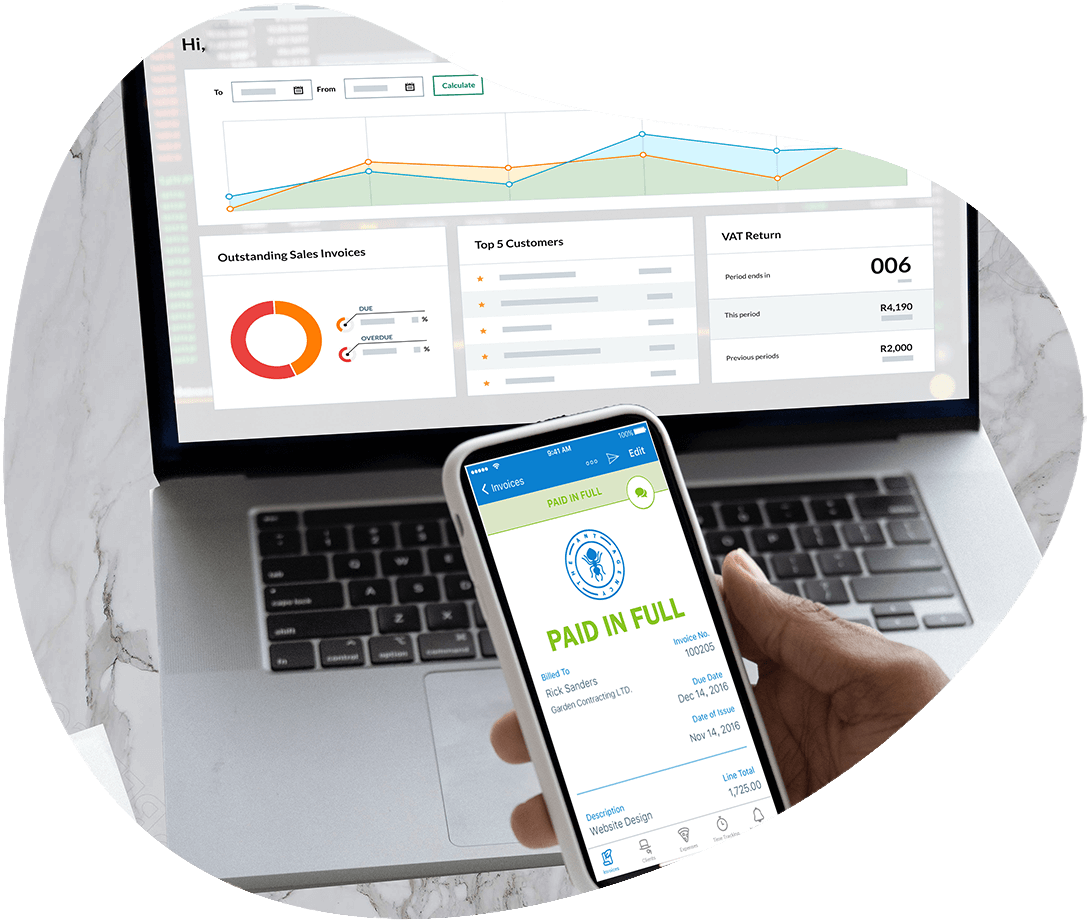 Hi,
To
From
Calculate
Outstanding Sales Invoices
DUE
%
OVERDUE
%
Top 5 Customers
VAT Return
Period ends in
006
This period
R4,190
Previous periods
R2,000
9:41 AM
100%
Invoices
Edit
PAID IN FULL
THE ANT AGENCY
PAID IN FULL
Invoice No.
100205
Billed To
Rick Sanders
Garden Contracting LTD.
Due Date
Dec 14, 2016
Date of Issue
Nov 14, 2016
Line Total
1,725.00
Description
Website Design
Invoices
Clients
Expenses
Time Tracking
Q
W
tab
A
S
D
caps lock
Z
X
shift
fn
control
option
command